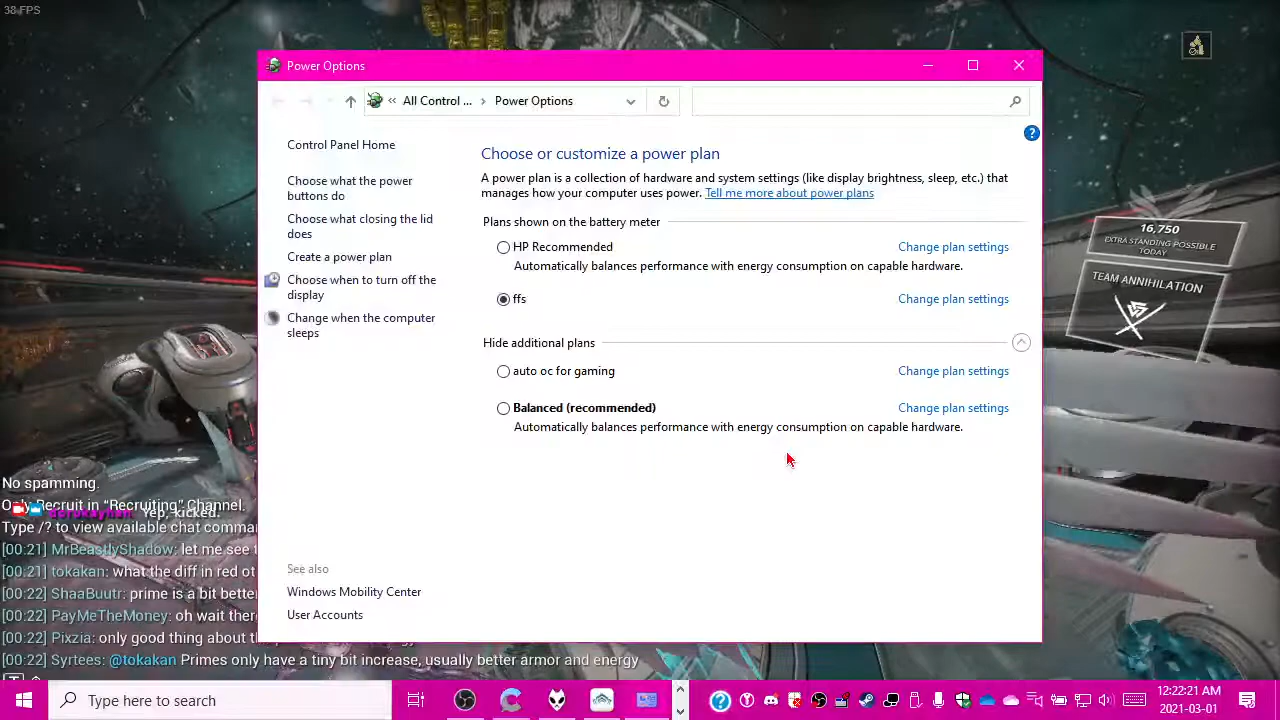 38 FPS
Power Options
« All Control ... › Power Options
Control Panel Home
Choose what the power
buttons do
Choose what closing the lid
does
Create a power plan
Choose when to turn off the
display
Change when the computer
sleeps
See also
Windows Mobility Center
User Accounts
Choose or customize a power plan
A power plan is a collection of hardware and system settings (like display brightness, sleep, etc.) that
manages how your computer uses power. Tell me more about power plans
Plans shown on the battery meter
HP Recommended Change plan settings
Automatically balances performance with energy consumption on capable hardware.
ffs Change plan settings
Hide additional plans
auto oc for gaming Change plan settings
Balanced (recommended) Change plan settings
Automatically balances performance with energy consumption on capable hardware.
16,750
EXTRA STANDING POSSIBLE
TODAY
TEAM ANNIHILATION
No spamming.
Only Recruit in "Recruiting" Channel.
Yep, kicked.
Type /? to view available chat comma
[00:21] MrBeastlyShadow: let me see t
[00:21] tokakan: what the diff in red ot
[00:22] ShaaButtr: prime is a bit bette
[00:22] PayMeTheMoney: oh wait ther
[00:22] Pixzia: only good thing about t
[00:22] Syrtees: @tokakan Primes only have a tiny bit increase, usually better armor and energy
Type here to search
12:22:21 AM
2021-03-01